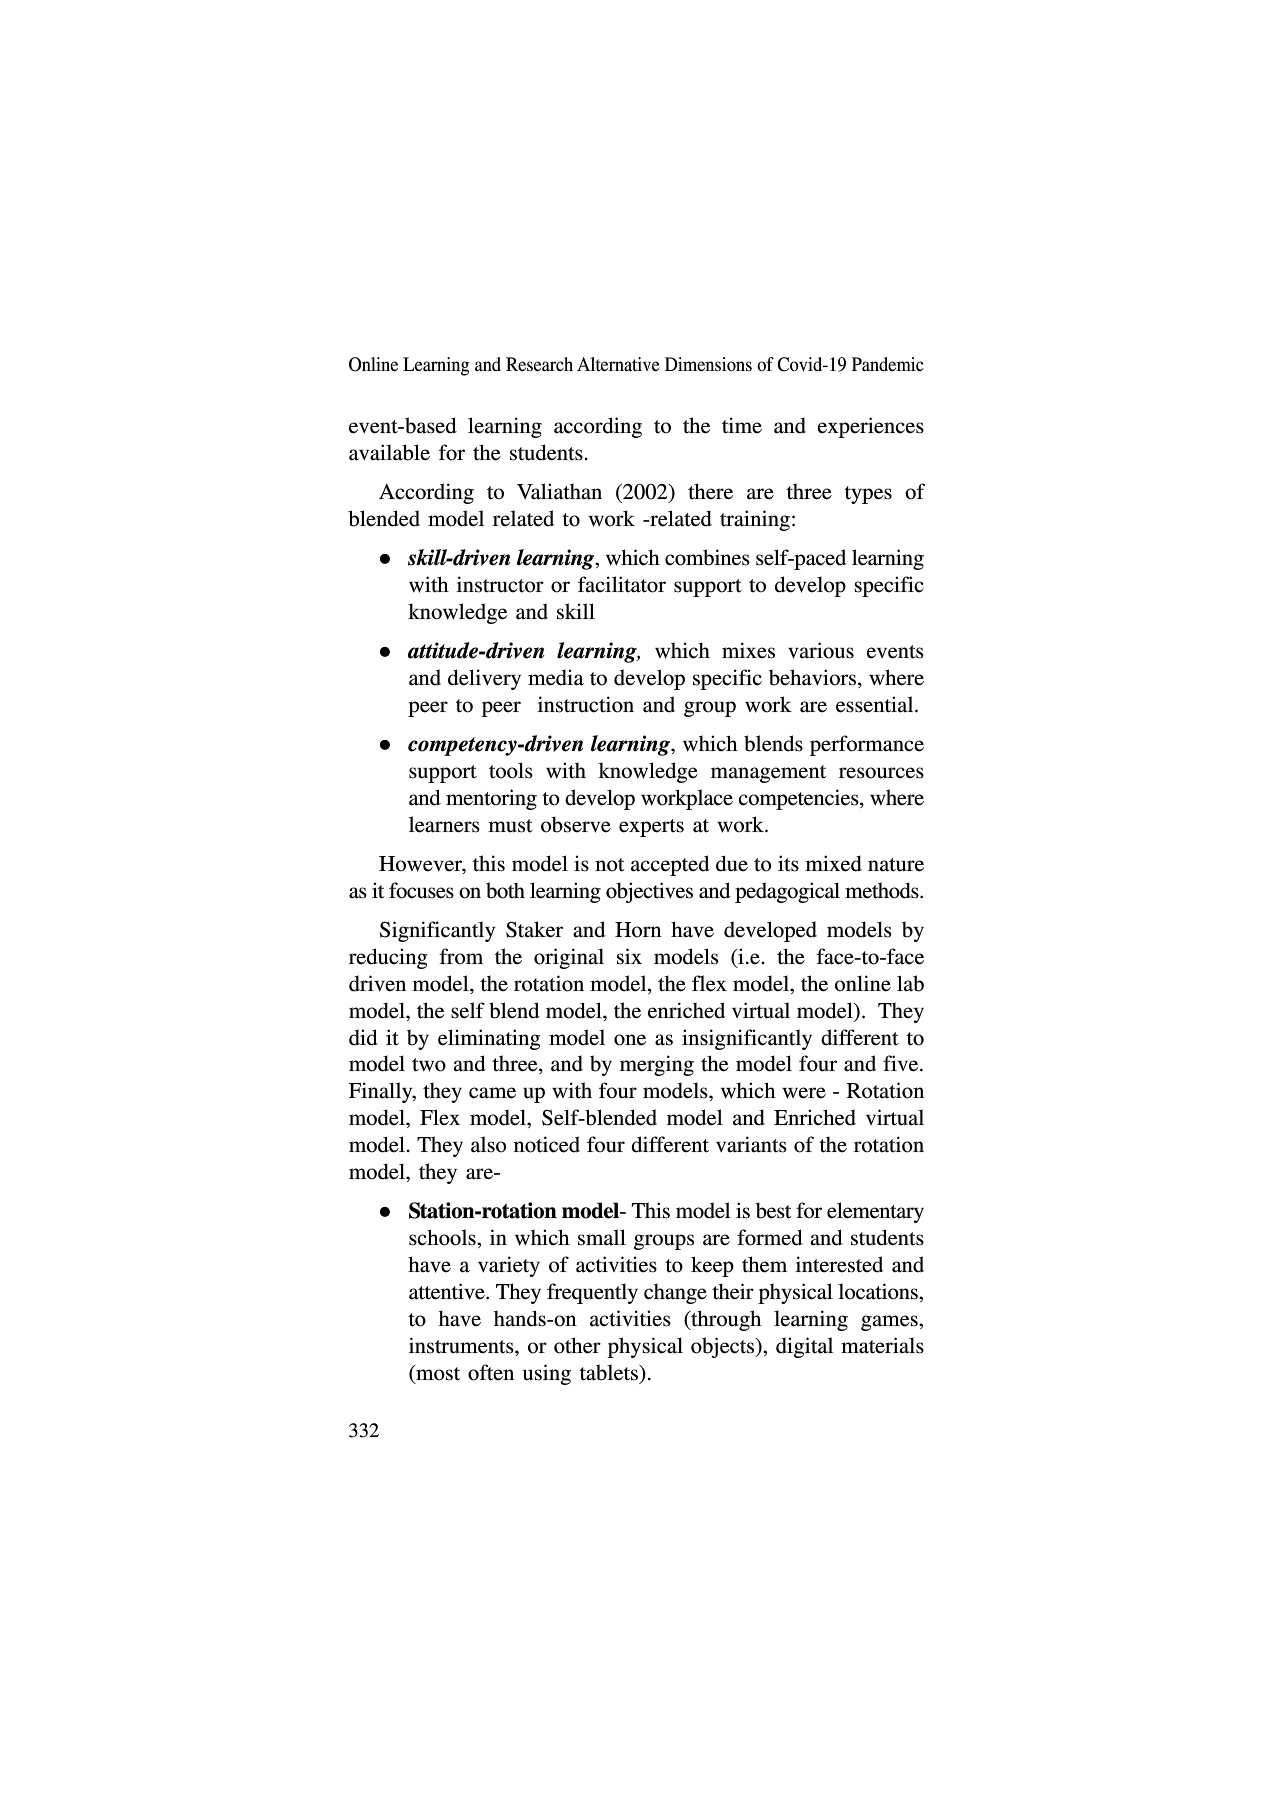 Online Learning and Research Alternative Dimensions of Covid-19 Pandemic
event-based learning according to the time and experiences
available for the students.
According to Valiathan (2002) there are three types of
blended model related to work -related training:
● skill-driven learning, which combines self-paced learning
with instructor or facilitator support to develop specific
knowledge and skill
● attitude-driven learning, which mixes various events
and delivery media to develop specific behaviors, where
peer to peer instruction and group work are essential.
● competency-driven learning, which blends performance
support tools with knowledge management resources
and mentoring to develop workplace competencies, where
learners must observe experts at work.
However, this model is not accepted due to its mixed nature
as it focuses on both learning objectives and pedagogical methods.
Significantly Staker and Horn have developed models by
reducing from the original six models (i.e. the face-to-face
driven model, the rotation model, the flex model, the online lab
model, the self blend model, the enriched virtual model). They
did it by eliminating model one as insignificantly different to
model two and three, and by merging the model four and five.
Finally, they came up with four models, which were - Rotation
model, Flex model, Self-blended model and Enriched virtual
model. They also noticed four different variants of the rotation
model, they are-
● Station-rotation model- This model is best for elementary
schools, in which small groups are formed and students
have a variety of activities to keep them interested and
attentive. They frequently change their physical locations,
to have hands-on activities (through learning games,
instruments, or other physical objects), digital materials
(most often using tablets).
332